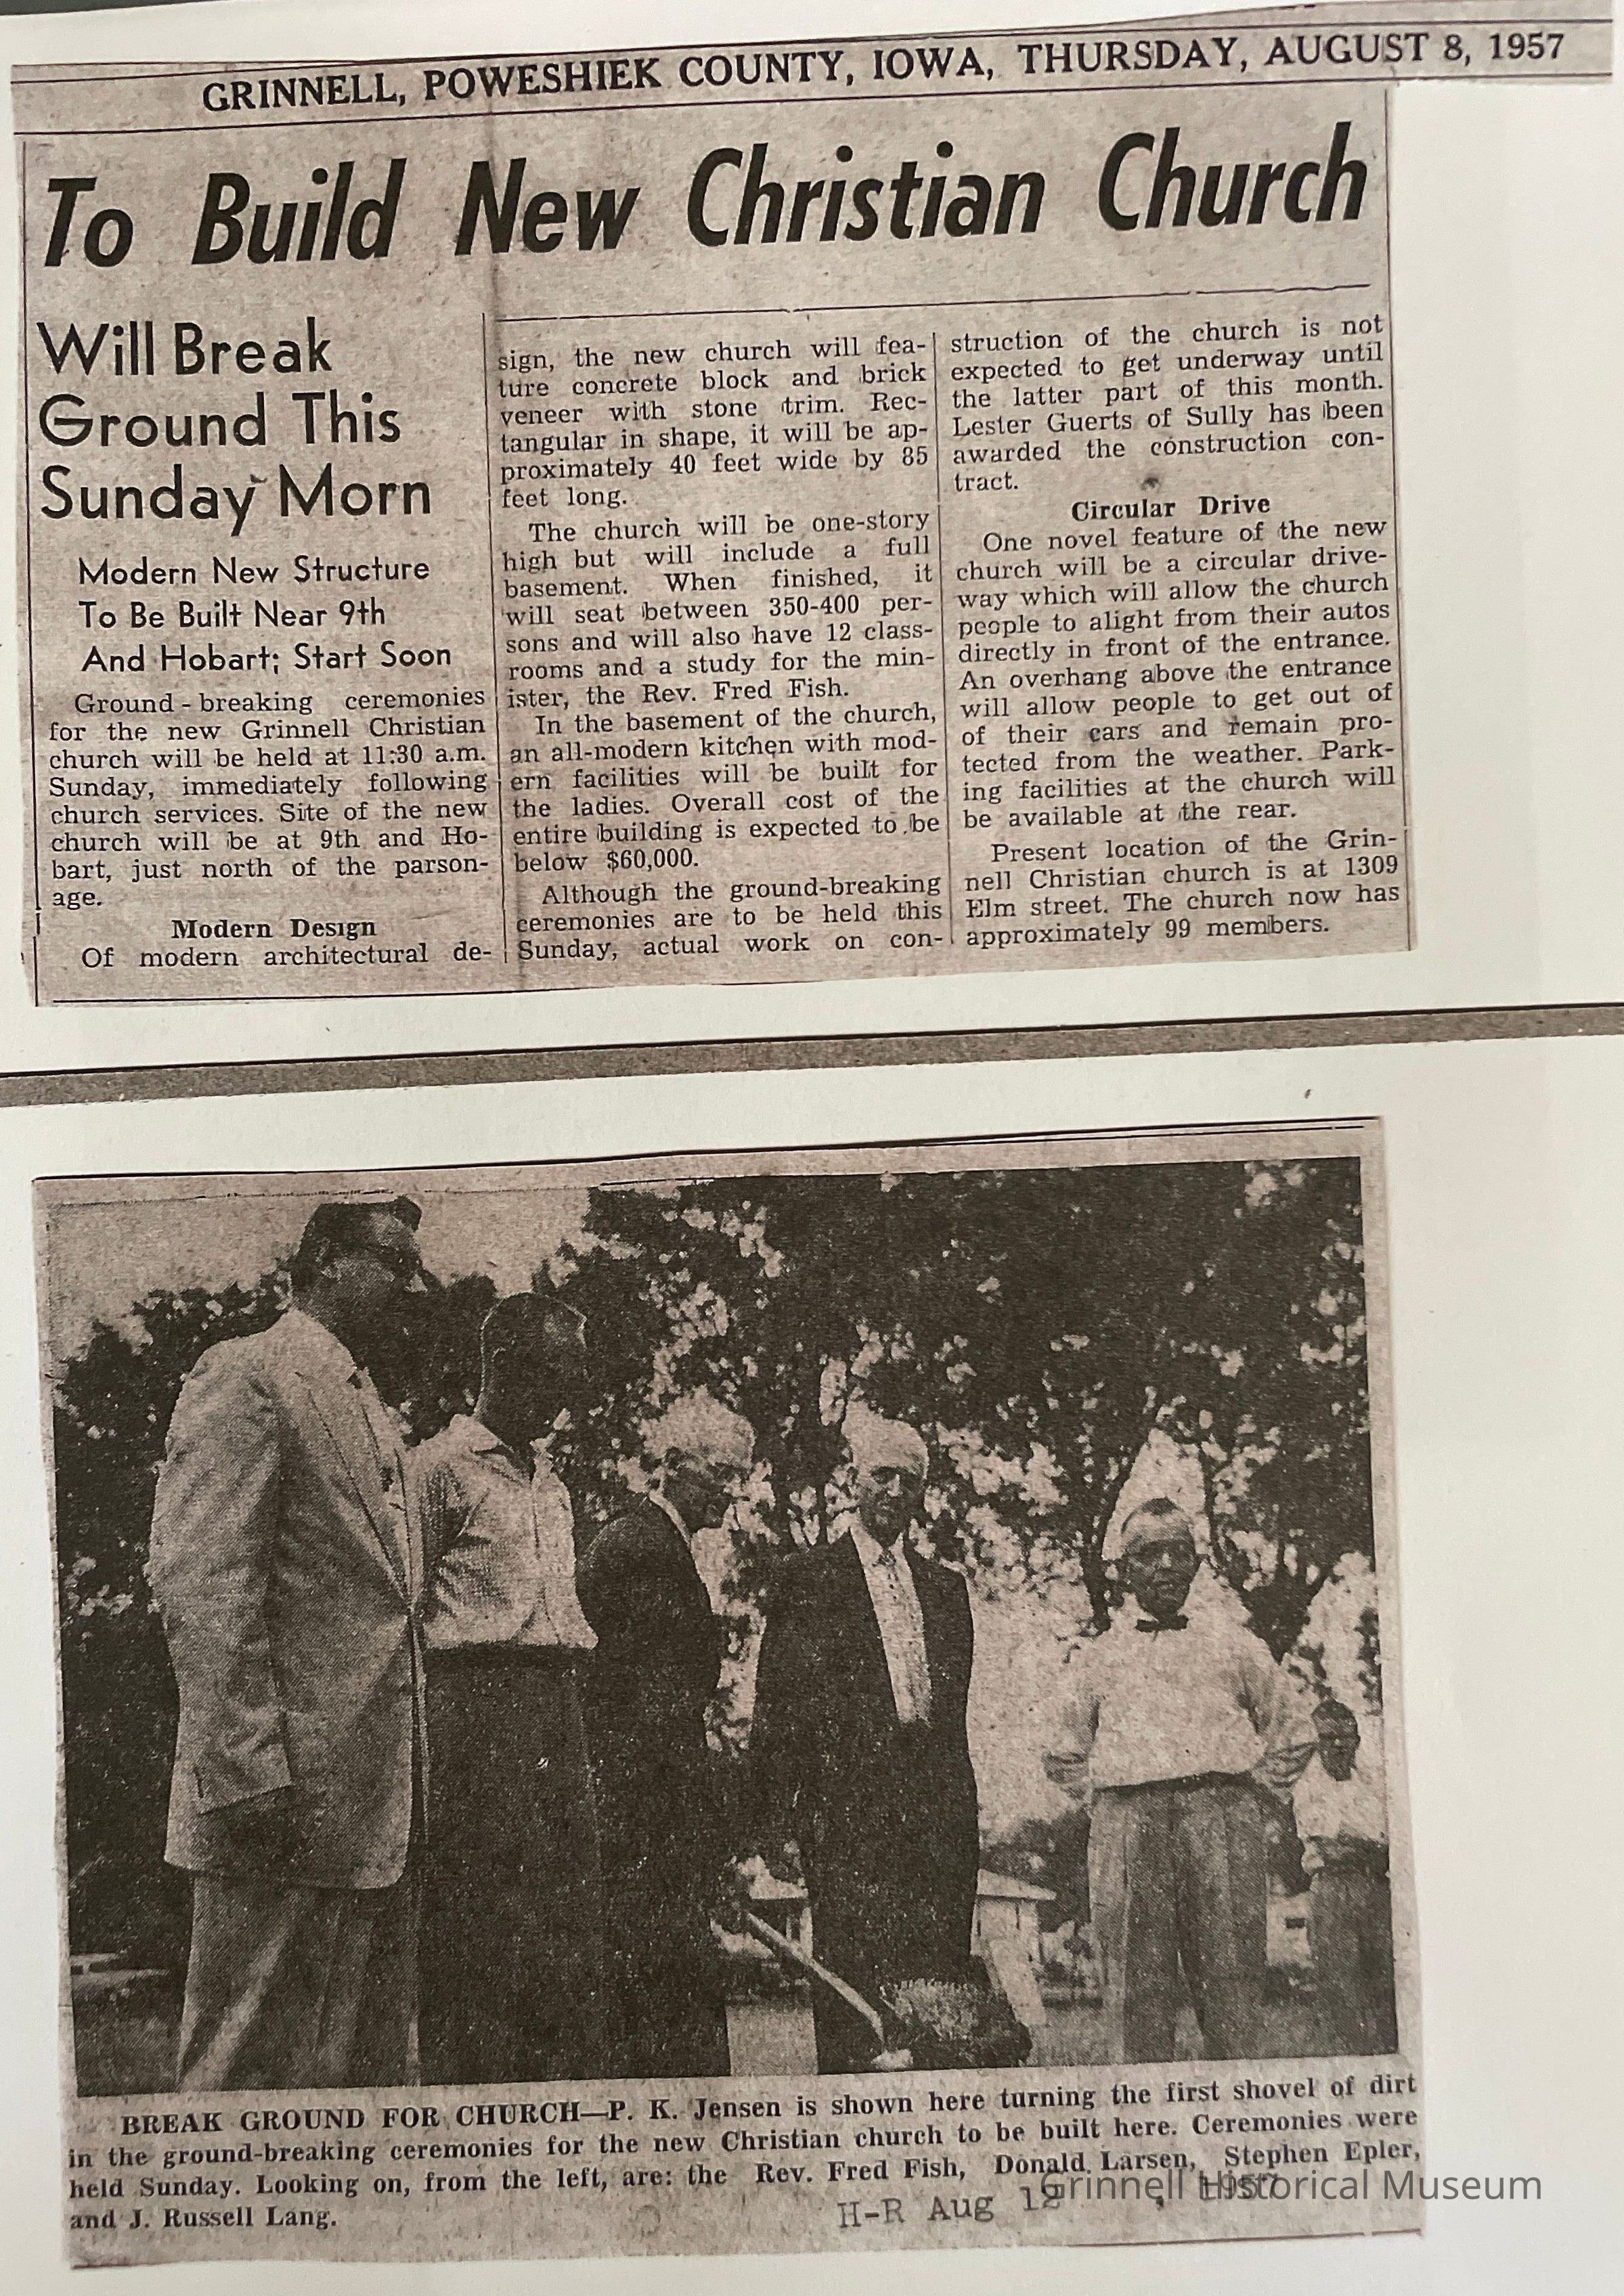 GRINNELL, POWESHIEK COUNTY, IOWA, THURSDAY, AUGUST 8, 1957
To Build New Christian Church
Will Break
Ground This
Sunday Morn
Modern New Structure
To Be Built Near 9th
And Hobart; Start Soon
Ground - breaking ceremonies
for the new Grinnell Christian
church will be held at 11:30 a.m.
Sunday, immediately following
church services. Site of the new
church will be at 9th and Ho-
bart, just north of the parson-
age.
Modern Design
Of modern architectural de-
sign, the new church will fea-
ture concrete block and brick
veneer with stone trim. Rec-
tangular in shape, it will be ap-
proximately 40 feet wide by 85
feet long.
The church will be one-story
high but will include a full
basement. When finished, it
will seat between 350-400 per-
sons and will also have 12 class-
rooms and a study for the min-
ister, the Rev. Fred Fish.
In the basement of the church,
an all-modern kitchen with mod-
ern facilities will be built for
the ladies. Overall cost of the
entire building is expected to be
below $60,000.
Although the ground-breaking
ceremonies are to be held this
Sunday, actual work on con-
struction of the church is not
expected to get underway until
the latter part of this month.
Lester Guerts of Sully has been
awarded the construction con-
tract.
Circular Drive
One novel feature of the new
church will be a circular drive-
way which will allow the church
people to alight from their autos
directly in front of the entrance.
An overhang above the entrance
will allow people to get out of
of their cars and remain pro-
tected from the weather. Park-
ing facilities at the church will
be available at the rear.
Present location of the Grin-
nell Christian church is at 1309
Elm street. The church now has
approximately 99 members.
BREAK GROUND FOR CHURCH—P. K. Jensen is shown here turning the first shovel of dirt
in the ground-breaking ceremonies for the new Christian church to be built here. Ceremonies were
held Sunday. Looking on, from the left, are: the Rev. Fred Fish, Donald Larsen, Stephen Epler,
and J. Russell Lang.
H-R Aug 12, 1957
Grinnell Historical Museum